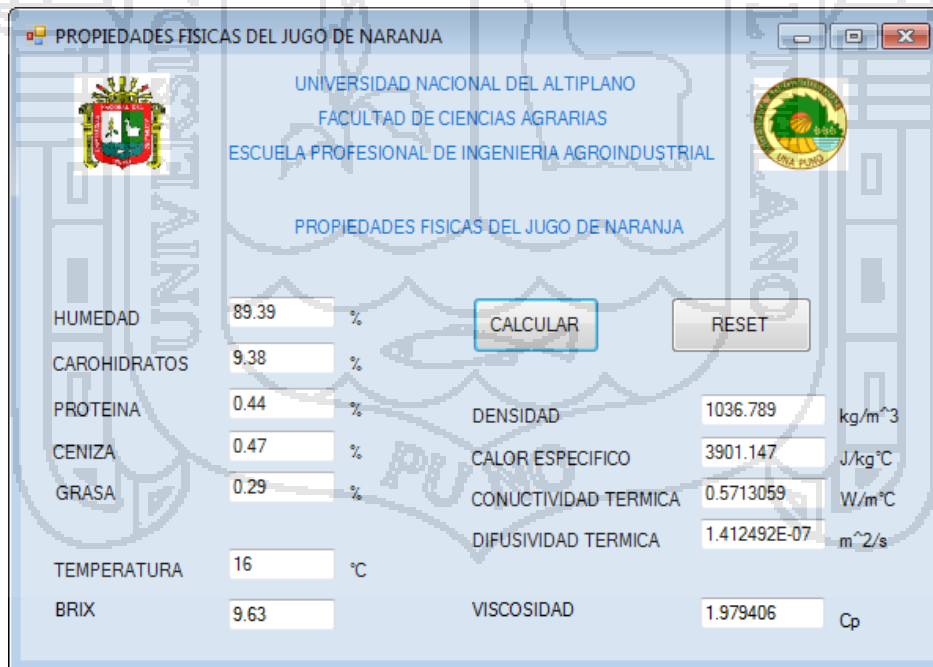 PROPIEDADES FISICAS DEL JUGO DE NARANJA
UNIVERSIDAD NACIONAL DEL ALTIPLANO
FACULTAD DE CIENCIAS AGRARIAS
ESCUELA PROFESIONAL DE INGENIERIA AGROINDUSTRIAL
UNA PUNO
PROPIEDADES FISICAS DEL JUGO DE NARANJA
HUMEDAD 89.39 %
CAROHIDRATOS 9.38 %
PROTEINA 0.44 %
CENIZA 0.47 %
GRASA 0.29 %
TEMPERATURA 16 °C
BRIX 9.63
CALCULAR RESET
DENSIDAD 1036.789 kg/m^3
CALOR ESPECIFICO 3901.147 J/kg°C
CONUCTIVIDAD TERMICA 0.5713059 W/m°C
DIFUSIVIDAD TERMICA 1.412492E-07 m^2/s
VISCOSIDAD 1.979406 Cp
PUNO